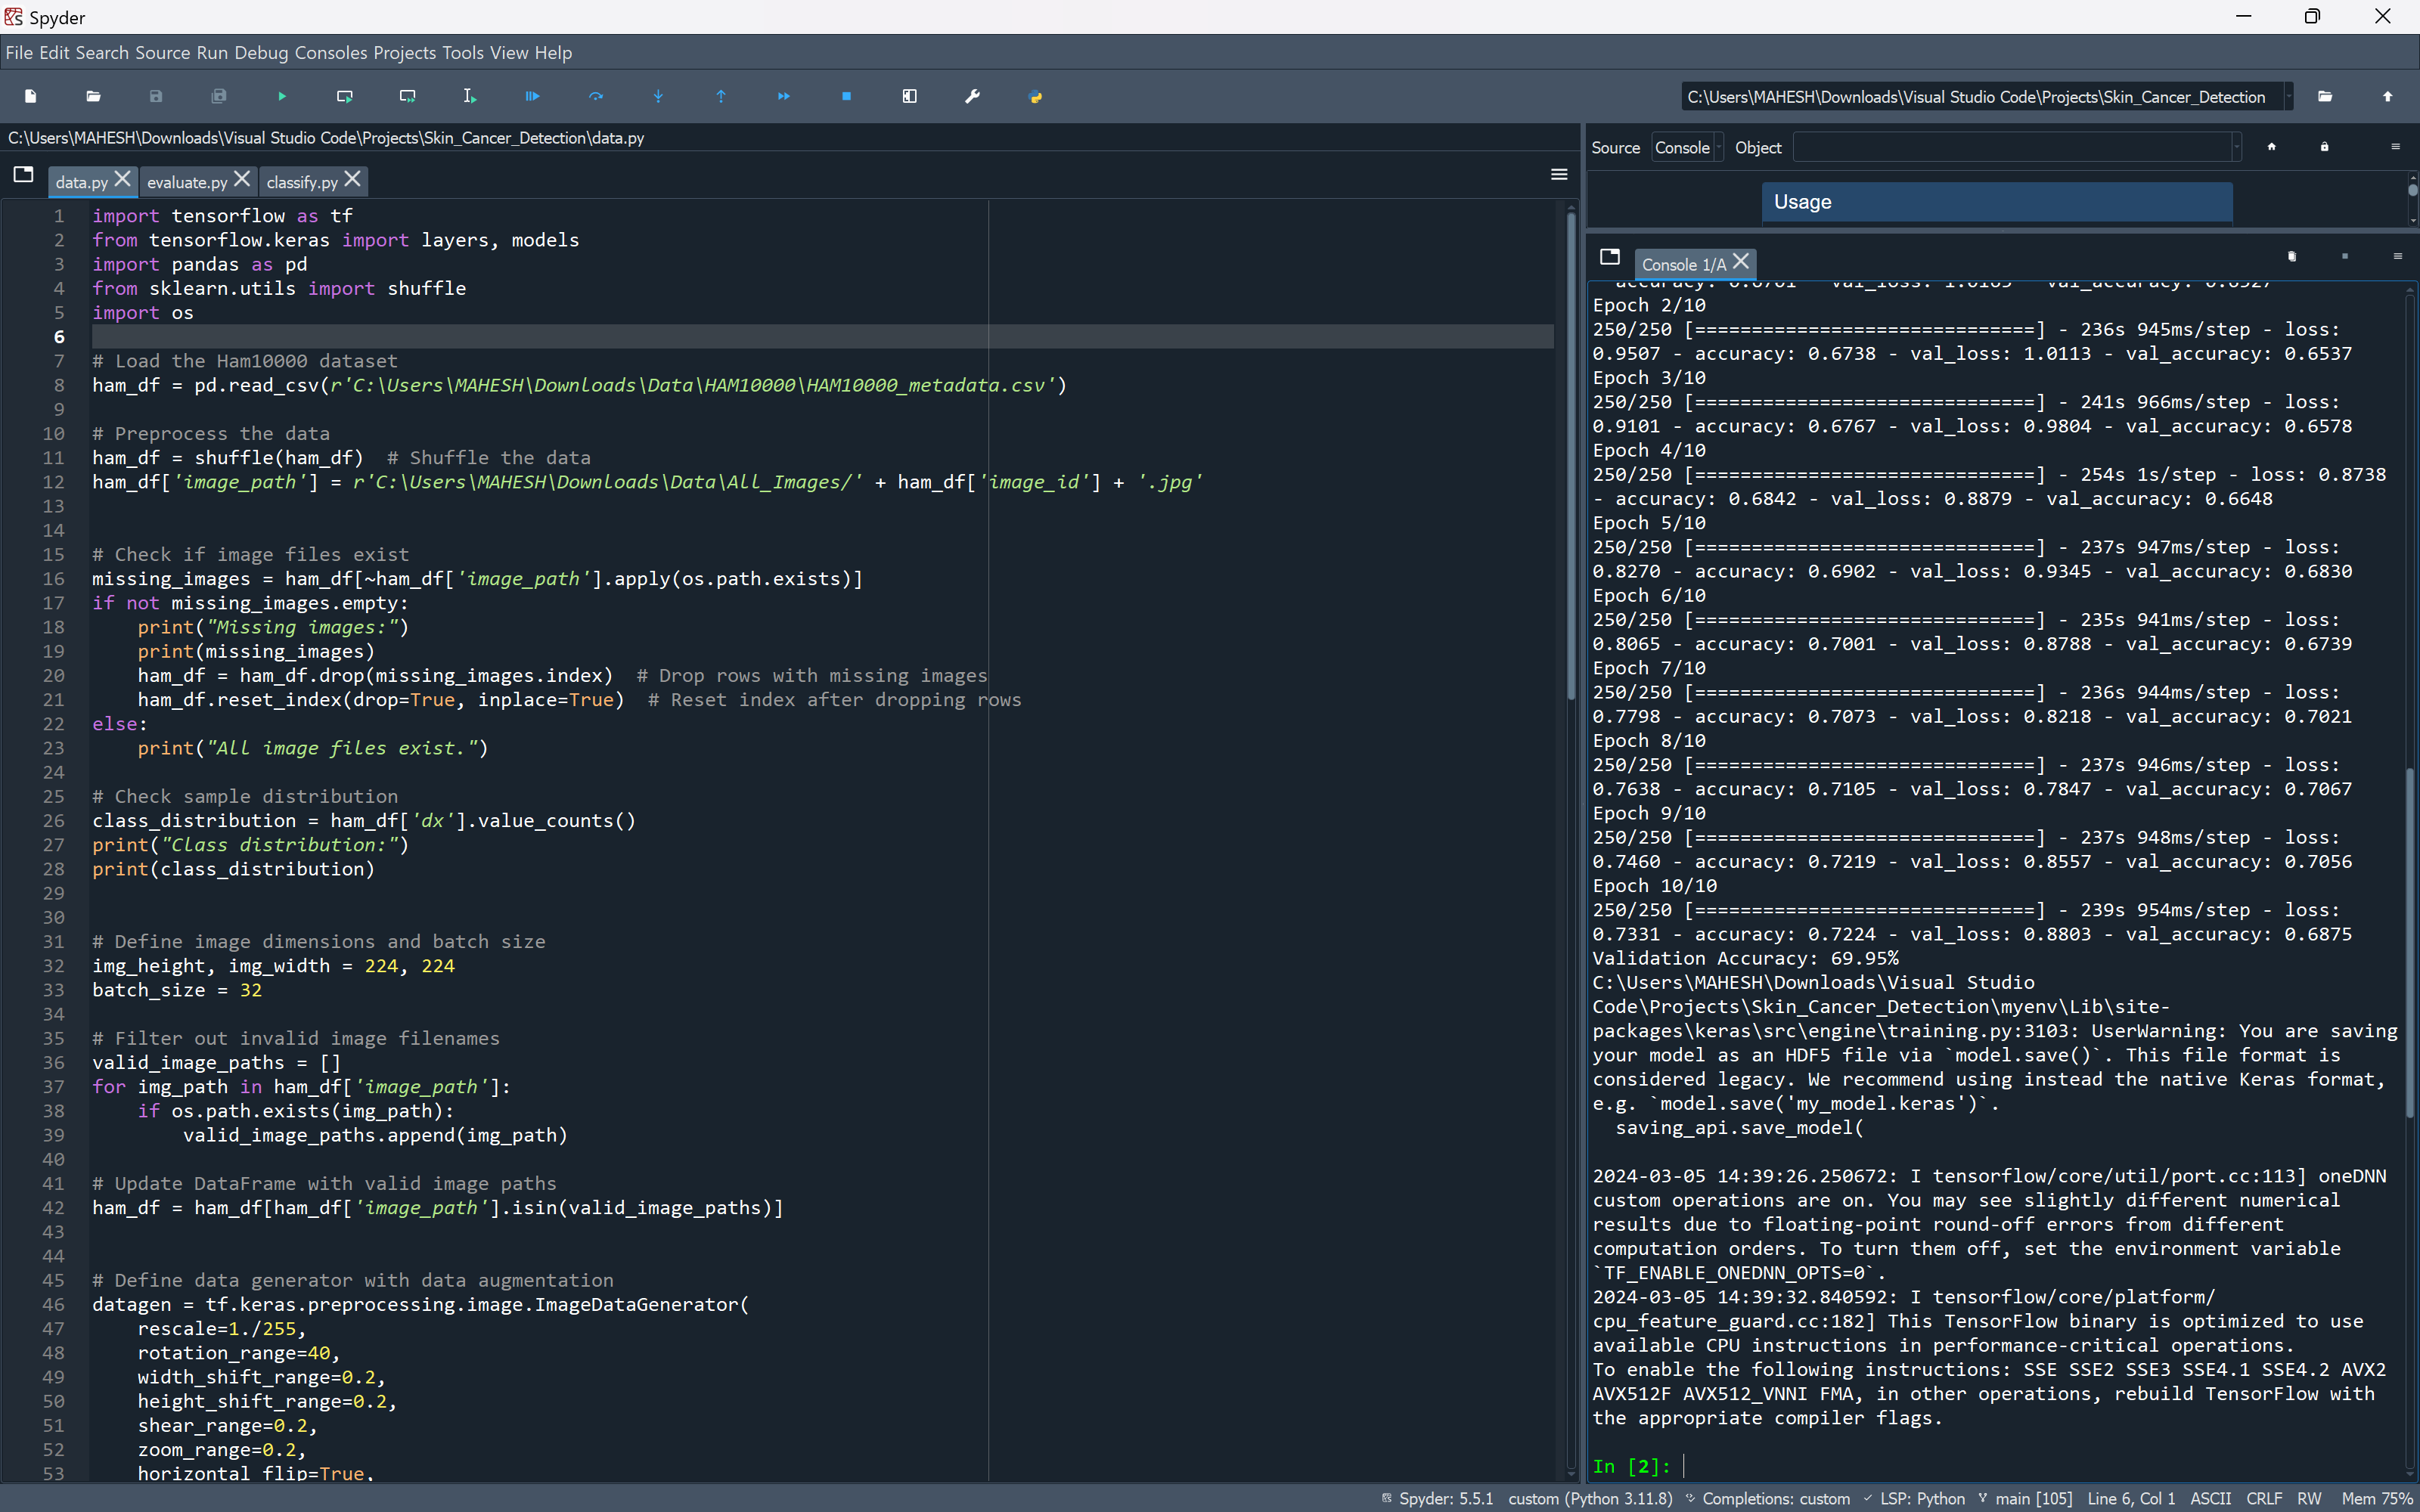 Spyder
File Edit Search Source Run Debug Consoles Projects Tools View Help
C:\Users\MAHESH\Downloads\Visual Studio Code\Projects\Skin_Cancer_Detection
C:\Users\MAHESH\Downloads\Visual Studio Code\Projects\Skin_Cancer_Detection\data.py
data.py evaluate.py classify.py
1 import tensorflow as tf
2 from tensorflow.keras import layers, models
3 import pandas as pd
4 from sklearn.utils import shuffle
5 import os
6
7 # Load the Ham10000 dataset
8 ham_df = pd.read_csv(r'C:\Users\MAHESH\Downloads\Data\HAM10000\HAM10000_metadata.csv')
9
10 # Preprocess the data
11 ham_df = shuffle(ham_df)  # Shuffle the data
12 ham_df['image_path'] = r'C:\Users\MAHESH\Downloads\Data\All_Images/' + ham_df['image_id'] + '.jpg'
13
14
15 # Check if image files exist
16 missing_images = ham_df[~ham_df['image_path'].apply(os.path.exists)]
17 if not missing_images.empty:
18     print("Missing images:")
19     print(missing_images)
20     ham_df = ham_df.drop(missing_images.index)  # Drop rows with missing images
21     ham_df.reset_index(drop=True, inplace=True)  # Reset index after dropping rows
22 else:
23     print("All image files exist.")
24
25 # Check sample distribution
26 class_distribution = ham_df['dx'].value_counts()
27 print("Class distribution:")
28 print(class_distribution)
29
30
31 # Define image dimensions and batch size
32 img_height, img_width = 224, 224
33 batch_size = 32
34
35 # Filter out invalid image filenames
36 valid_image_paths = []
37 for img_path in ham_df['image_path']:
38     if os.path.exists(img_path):
39         valid_image_paths.append(img_path)
40
41 # Update DataFrame with valid image paths
42 ham_df = ham_df[ham_df['image_path'].isin(valid_image_paths)]
43
44
45 # Define data generator with data augmentation
46 datagen = tf.keras.preprocessing.image.ImageDataGenerator(
47     rescale=1./255,
48     rotation_range=40,
49     width_shift_range=0.2,
50     height_shift_range=0.2,
51     shear_range=0.2,
52     zoom_range=0.2,
53     horizontal_flip=True,
Source Console Object
Usage
Console 1/A
Epoch 2/10
250/250 [==============================] - 236s 945ms/step - loss:
0.9507 - accuracy: 0.6738 - val_loss: 1.0113 - val_accuracy: 0.6537
Epoch 3/10
250/250 [==============================] - 241s 966ms/step - loss:
0.9101 - accuracy: 0.6767 - val_loss: 0.9804 - val_accuracy: 0.6578
Epoch 4/10
250/250 [==============================] - 254s 1s/step - loss: 0.8738
- accuracy: 0.6842 - val_loss: 0.8879 - val_accuracy: 0.6648
Epoch 5/10
250/250 [==============================] - 237s 947ms/step - loss:
0.8270 - accuracy: 0.6902 - val_loss: 0.9345 - val_accuracy: 0.6830
Epoch 6/10
250/250 [==============================] - 235s 941ms/step - loss:
0.8065 - accuracy: 0.7001 - val_loss: 0.8788 - val_accuracy: 0.6739
Epoch 7/10
250/250 [==============================] - 236s 944ms/step - loss:
0.7798 - accuracy: 0.7073 - val_loss: 0.8218 - val_accuracy: 0.7021
Epoch 8/10
250/250 [==============================] - 237s 946ms/step - loss:
0.7638 - accuracy: 0.7105 - val_loss: 0.7847 - val_accuracy: 0.7067
Epoch 9/10
250/250 [==============================] - 237s 948ms/step - loss:
0.7460 - accuracy: 0.7219 - val_loss: 0.8557 - val_accuracy: 0.7056
Epoch 10/10
250/250 [==============================] - 239s 954ms/step - loss:
0.7331 - accuracy: 0.7224 - val_loss: 0.8803 - val_accuracy: 0.6875
Validation Accuracy: 69.95%
C:\Users\MAHESH\Downloads\Visual Studio
Code\Projects\Skin_Cancer_Detection\myenv\Lib\site-
packages\keras\src\engine\training.py:3103: UserWarning: You are saving
your model as an HDF5 file via `model.save()`. This file format is
considered legacy. We recommend using instead the native Keras format,
e.g. `model.save('my_model.keras')`.
  saving_api.save_model(
2024-03-05 14:39:26.250672: I tensorflow/core/util/port.cc:113] oneDNN
custom operations are on. You may see slightly different numerical
results due to floating-point round-off errors from different
computation orders. To turn them off, set the environment variable
`TF_ENABLE_ONEDNN_OPTS=0`.
2024-03-05 14:39:32.840592: I tensorflow/core/platform/
cpu_feature_guard.cc:182] This TensorFlow binary is optimized to use
available CPU instructions in performance-critical operations.
To enable the following instructions: SSE SSE2 SSE3 SSE4.1 SSE4.2 AVX2
AVX512F AVX512_VNNI FMA, in other operations, rebuild TensorFlow with
the appropriate compiler flags.
In [2]:
Spyder: 5.5.1 custom (Python 3.11.8) Completions: custom LSP: Python main [105] Line 6, Col 1 ASCII CRLF RW Mem 75%